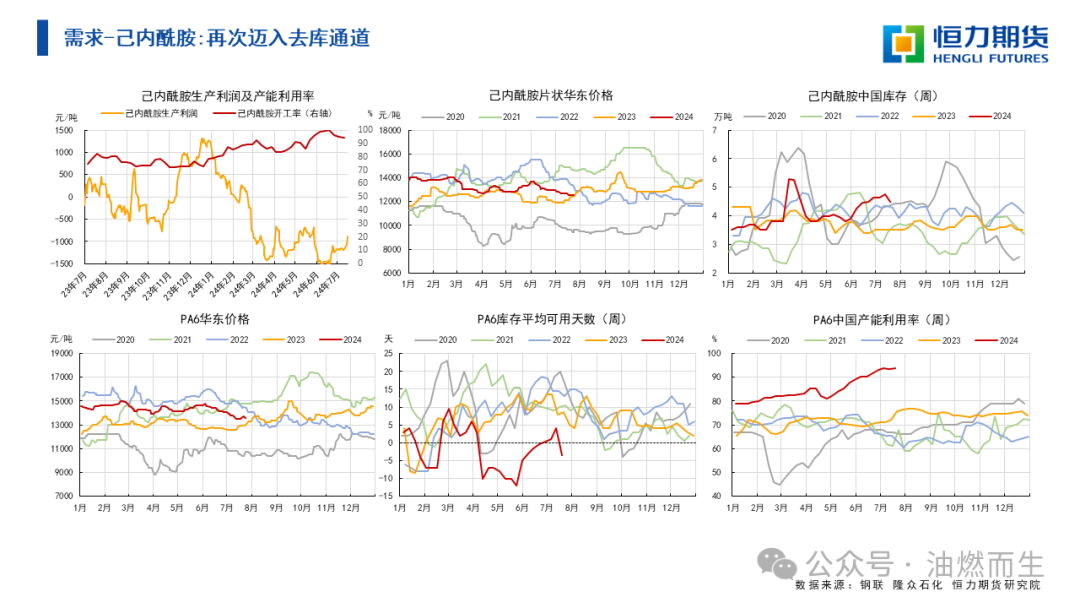 需求-己内酰胺:再次迈入去库通道
恒力期货
HENGLI FUTURES
己内酰胺生产利润及产能利用率
元/吨
己内酰胺生产利润
己内酰胺开工率（右轴）
%
1500
1000
500
0
-500
-1000
-1500
100
90
80
70
60
50
40
30
20
10
0
23年7月 23年8月 23年9月 23年10月 23年11月 23年12月 24年1月 24年2月 24年3月 24年4月 24年5月 24年6月 24年7月
己内酰胺片状华东价格
元/吨
2020 2021 2022 2023 2024
18000
16000
14000
12000
10000
8000
6000
1月 2月 3月 4月 5月 6月 7月 8月 9月 10月 11月 12月
己内酰胺中国库存（周）
万吨
2020 2021 2022 2023 2024
7
6
5
4
3
2
1月 2月 3月 4月 5月 6月 7月 8月 9月 10月 11月 12月
PA6华东价格
元/吨
2020 2021 2022 2023 2024
19000
17000
15000
13000
11000
9000
7000
1月 2月 3月 4月 5月 6月 7月 8月 9月 10月 11月 12月
PA6库存平均可用天数（周）
天
2020 2021 2022 2023 2024
25
20
15
10
5
0
-5
-10
-15
1月 2月 3月 4月 5月 6月 7月 8月 9月 10月 11月 12月
PA6中国产能利用率（周）
%
2020 2021 2022 2023 2024
100
90
80
70
60
50
40
1月 2月 3月 4月 5月 6月 7月 8月 9月 10月 11月 12月
公众号·油燃而生
数据来源：钢联 隆众石化 恒力期货研究院